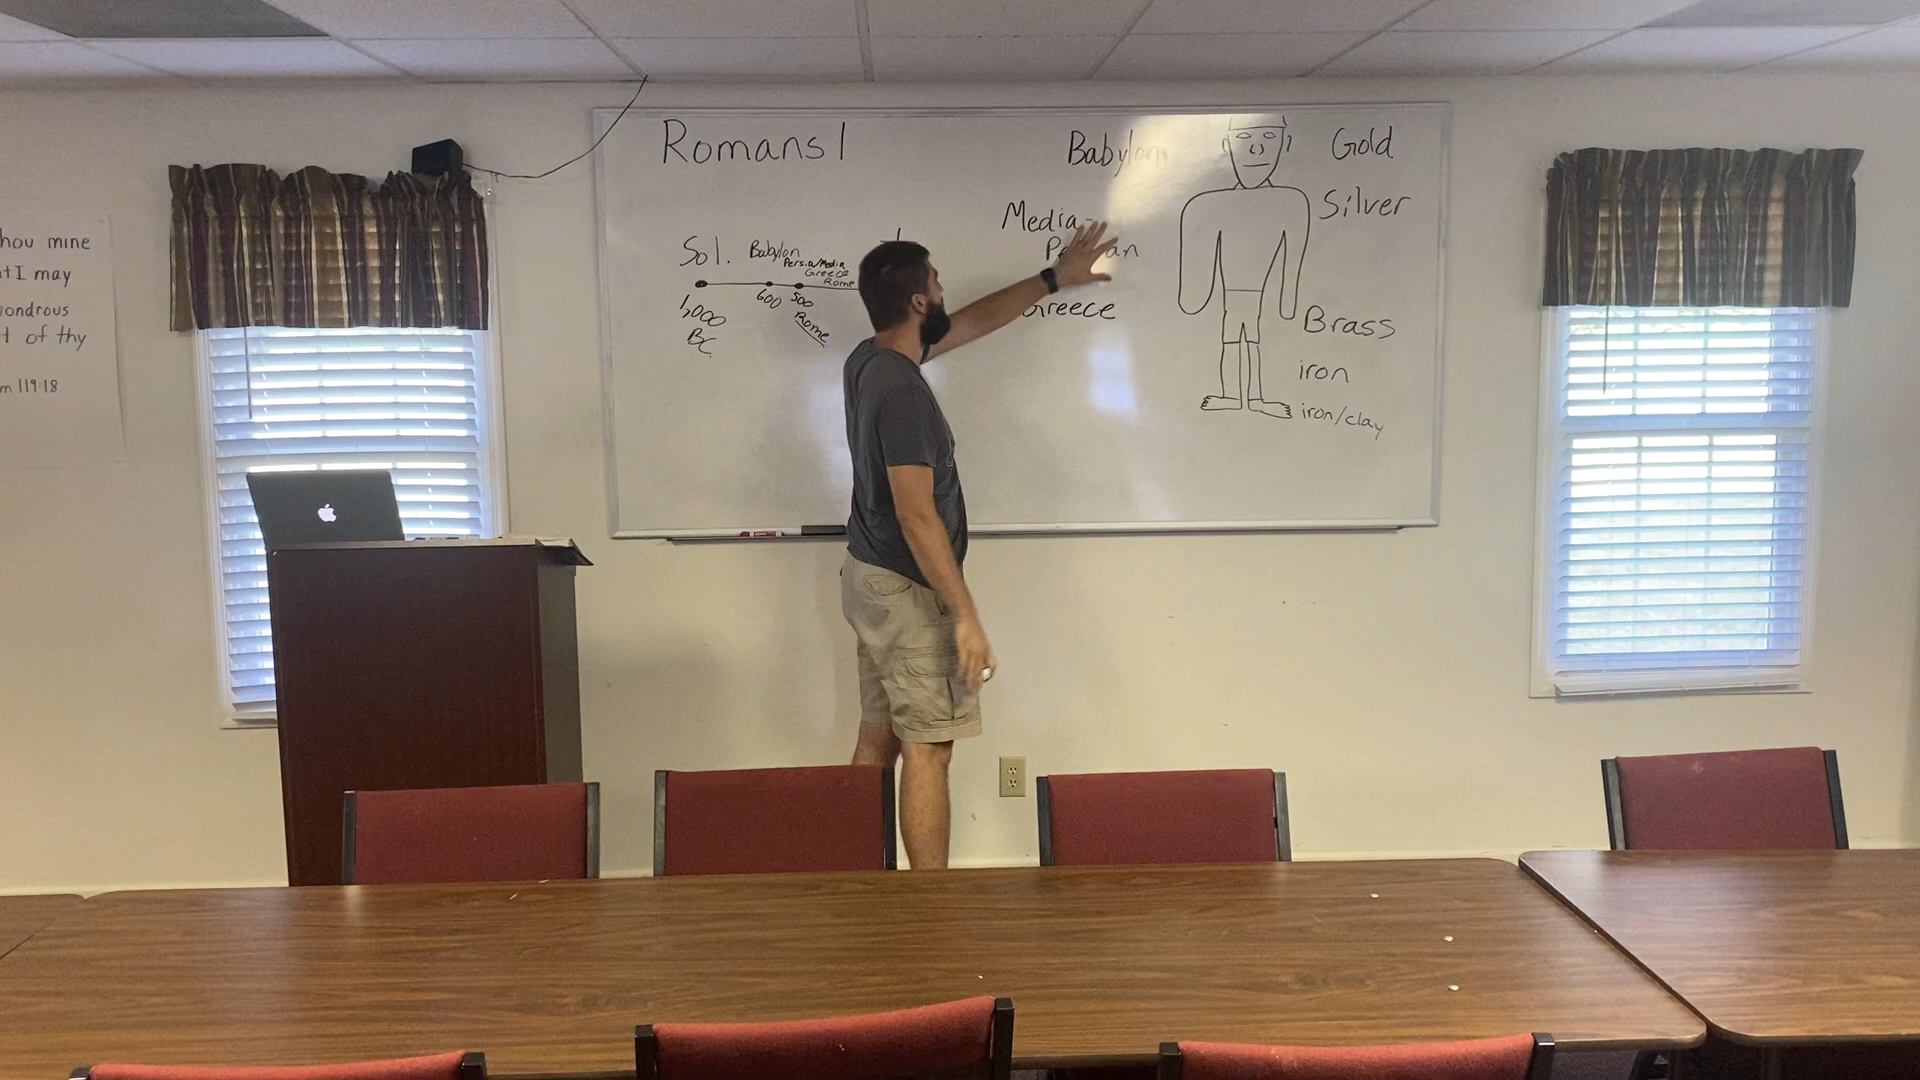 hou mine
t I may
ondrous
t of thy
m 119:18
Romans 1
Sol.
Babylon
Persia/Media
Greece
Rome
1,000
BC
600
500
Rome
Babylon
Media-
Greece
Gold
Silver
Brass
iron
iron/clay